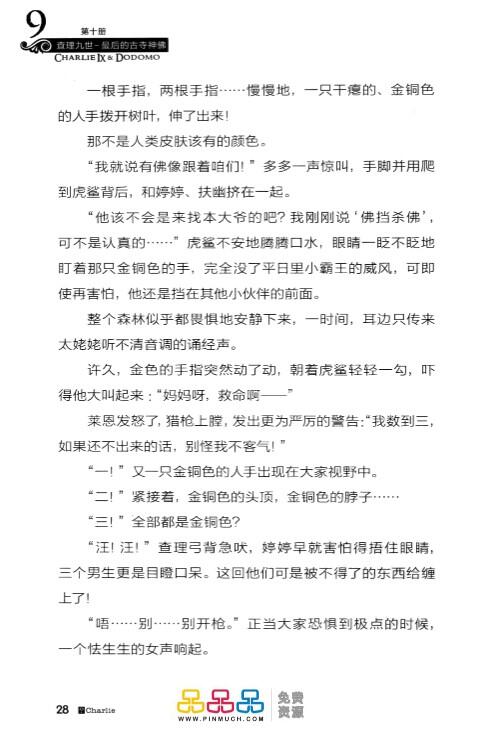 9
第十册
查理九世-最后的古寺神佛
CHARLIE IX & DODOMO
一根手指，两根手指……慢慢地，一只干瘪的、金铜色
的人手拨开树叶，伸了出来！
那不是人类皮肤该有的颜色。
“我就说有佛像跟着咱们！”多多一声惊叫，手脚并用爬
到虎鲨背后，和婷婷、扶幽挤在一起。
“他该不会是来找本大爷的吧？我刚刚说‘佛挡杀佛’，
可不是认真的……”虎鲨不安地腾腾口水，眼睛一眨不眨地
盯着那只金铜色的手，完全没了平日里小霸王的威风，可即
使再害怕，他还是挡在其他小伙伴的前面。
整个森林似乎都畏惧地安静下来，一时间，耳边只传来
太姥姥听不清音调的诵经声。
许久，金色的手指突然动了动，朝着虎鲨轻轻一勾，吓
得他大叫起来：“妈妈呀，救命啊——”
莱恩发怒了，猎枪上膛，发出更为严厉的警告：“我数到三，
如果还不出来的话，别怪我不客气！”
“一！”又一只金铜色的人手出现在大家视野中。
“二！”紧接着，金铜色的头顶，金铜色的脖子……
“三！”全部都是金铜色？
“汪！汪！”查理弓背急吠，婷婷早就害怕得捂住眼睛，
三个男生更是目瞪口呆。这回他们可是被不得了的东西给缠
上了！
“唔……别……别开枪。”正当大家恐惧到极点的时候，
一个怯生生的女声响起。
28 Charlie
品品品 免费
资源
WWW.PINMUCH.COM